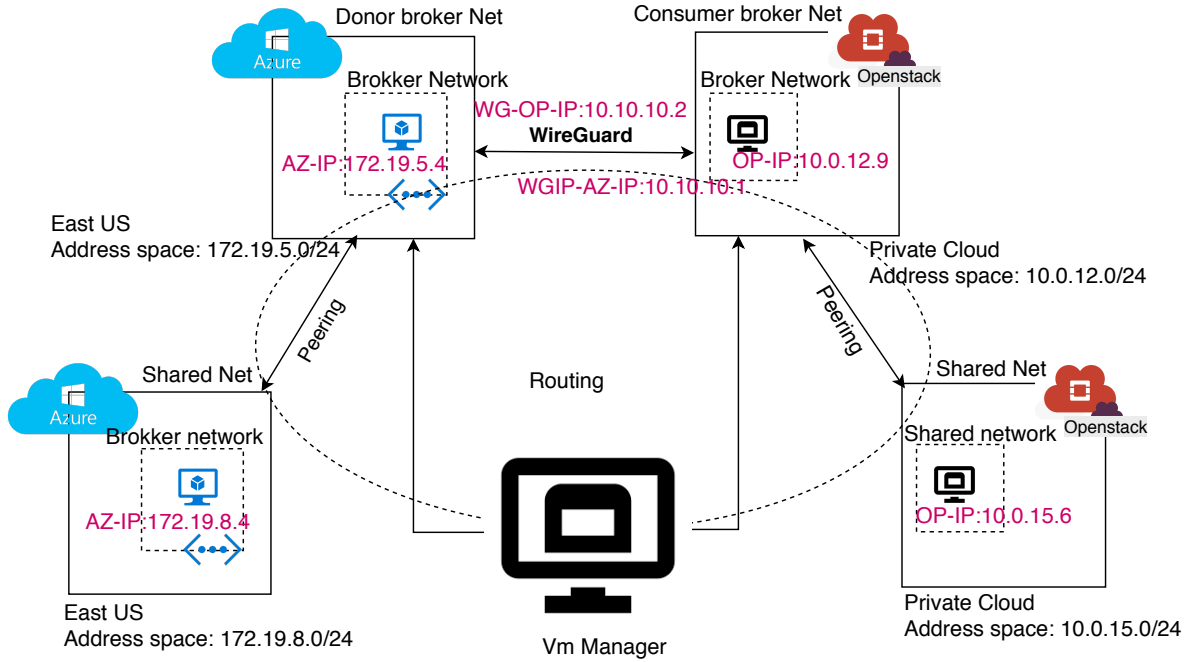 Donor broker Net
Consumer broker Net
Azure
Openstack
Brokker Network
Broker Network
WG-OP-IP:10.10.10.2
WireGuard
AZ-IP:172.19.5.4
OP-IP:10.0.12.9
WGIP-AZ-IP:10.10.10.1
East US
Address space: 172.19.5.0/24
Private Cloud
Address space: 10.0.12.0/24
Peering
Peering
Shared Net
Routing
Shared Net
Azure
Openstack
Brokker network
Shared network
AZ-IP:172.19.8.4
OP-IP:10.0.15.6
East US
Address space: 172.19.8.0/24
Private Cloud
Address space: 10.0.15.0/24
Vm Manager